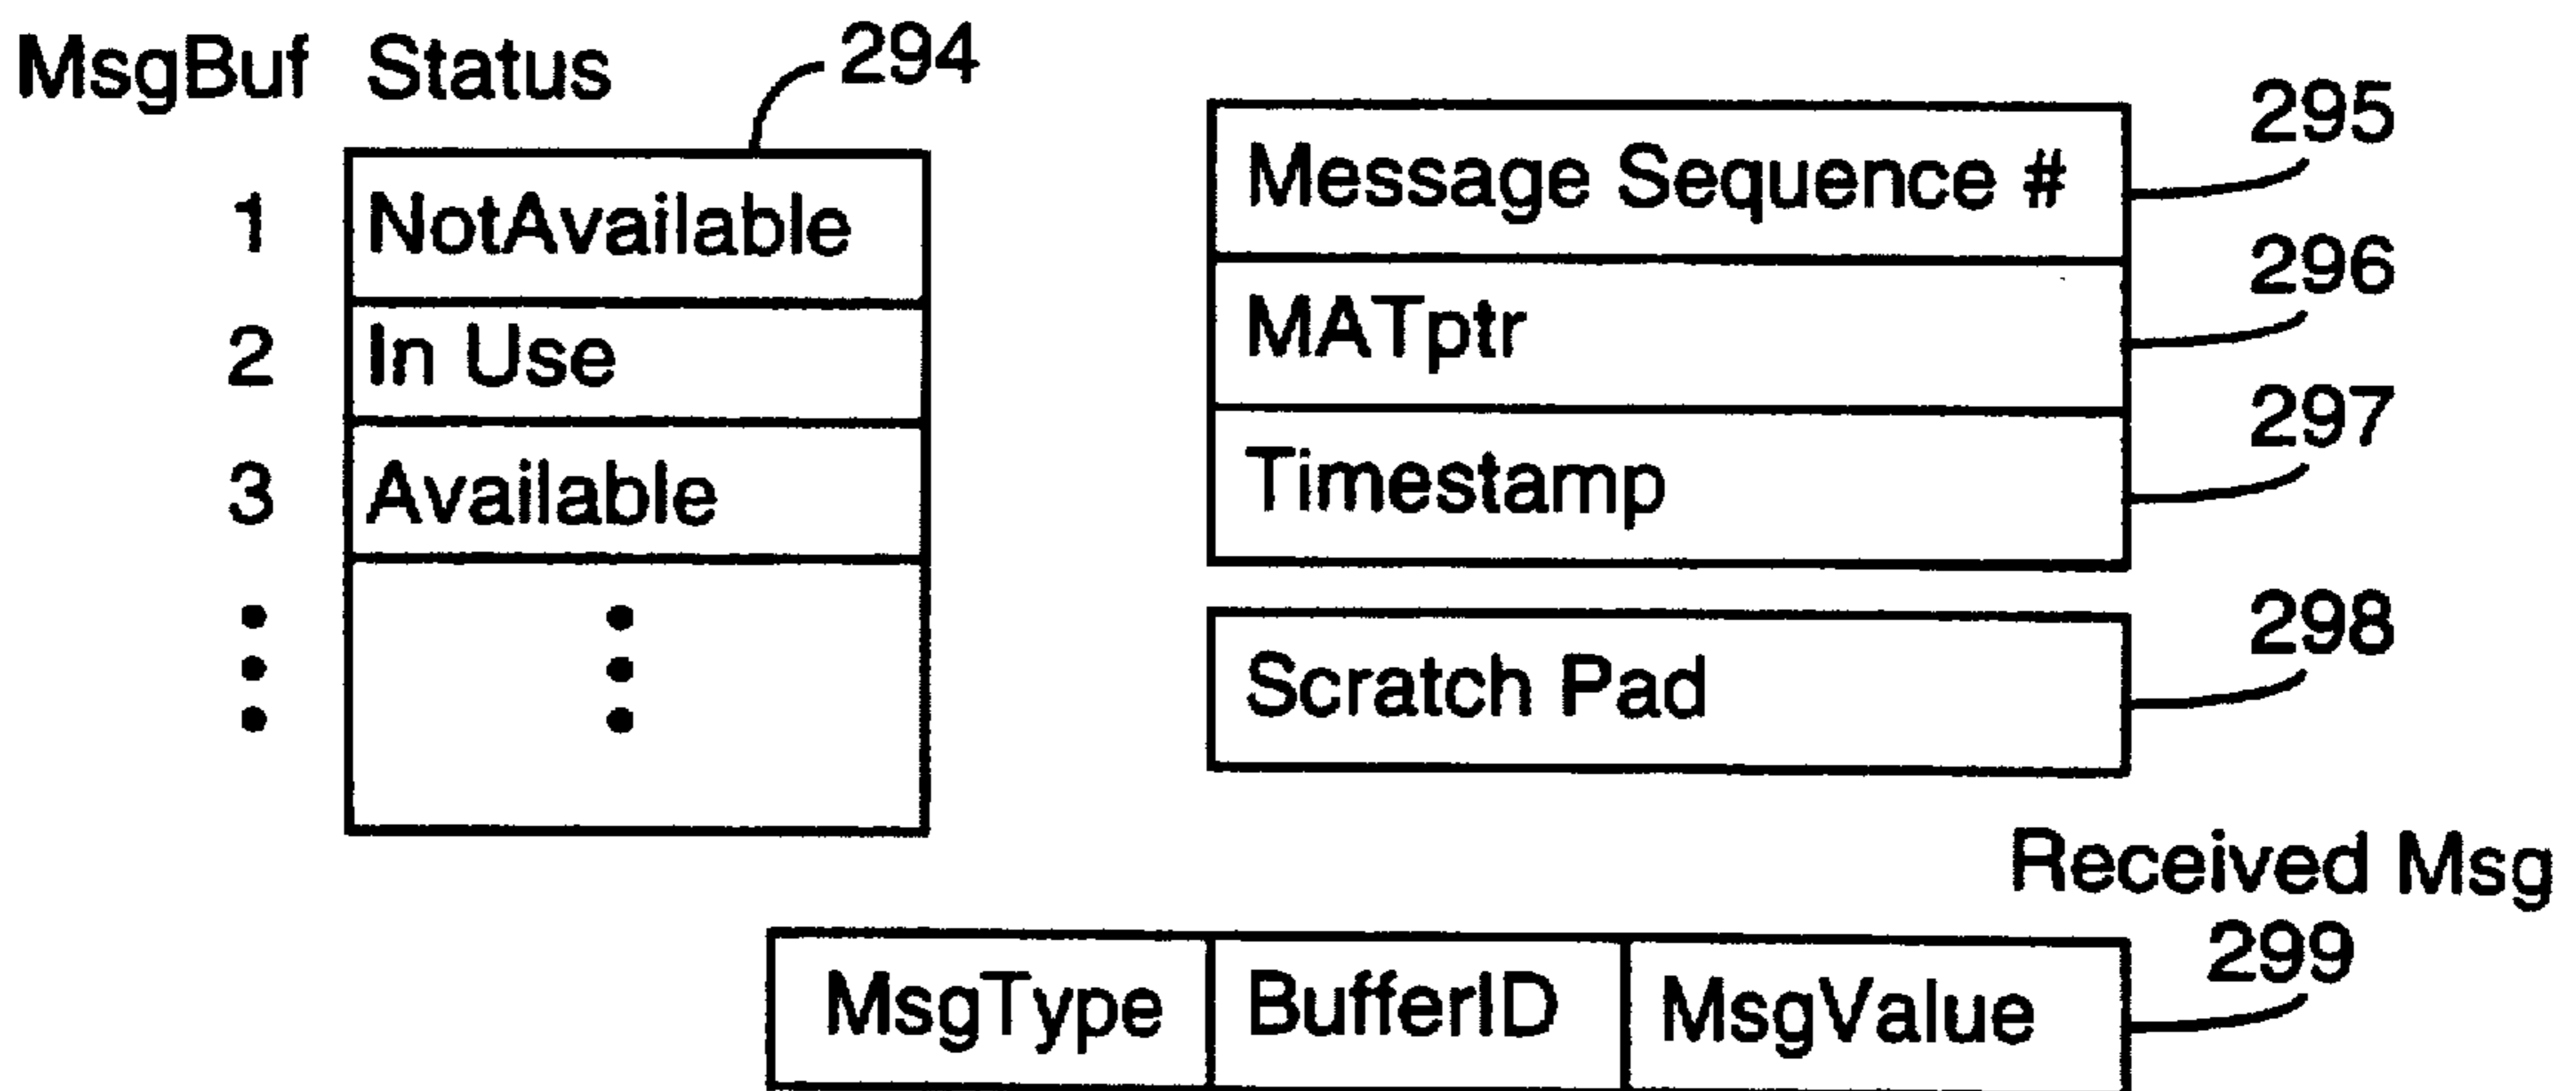 MsgBuf Status
294
1 NotAvailable
2 In Use
3 Available
Message Sequence # 295
MATptr 296
Timestamp 297
Scratch Pad 298
Received Msg
299
MsgType BufferID MsgValue